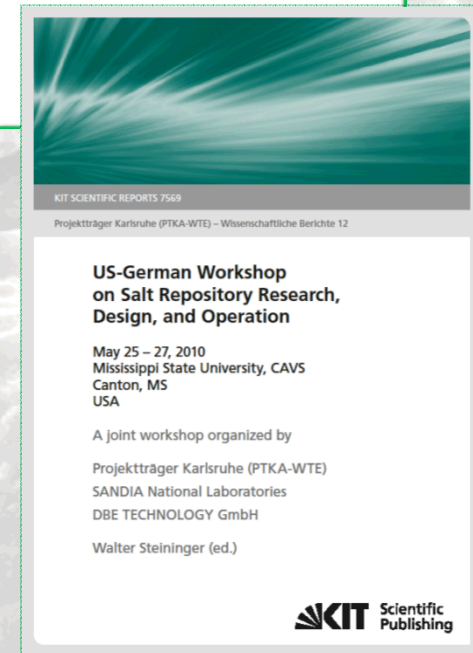 KIT SCIENTIFIC REPORTS 7569
Projektträger Karlsruhe (PTKA-WTE) – Wissenschaftliche Berichte 12
US-German Workshop
on Salt Repository Research,
Design, and Operation
May 25 – 27, 2010
Mississippi State University, CAVS
Canton, MS
USA
A joint workshop organized by
Projektträger Karlsruhe (PTKA-WTE)
SANDIA National Laboratories
DBE TECHNOLOGY GmbH
Walter Steininger (ed.)
KIT Scientific
Publishing